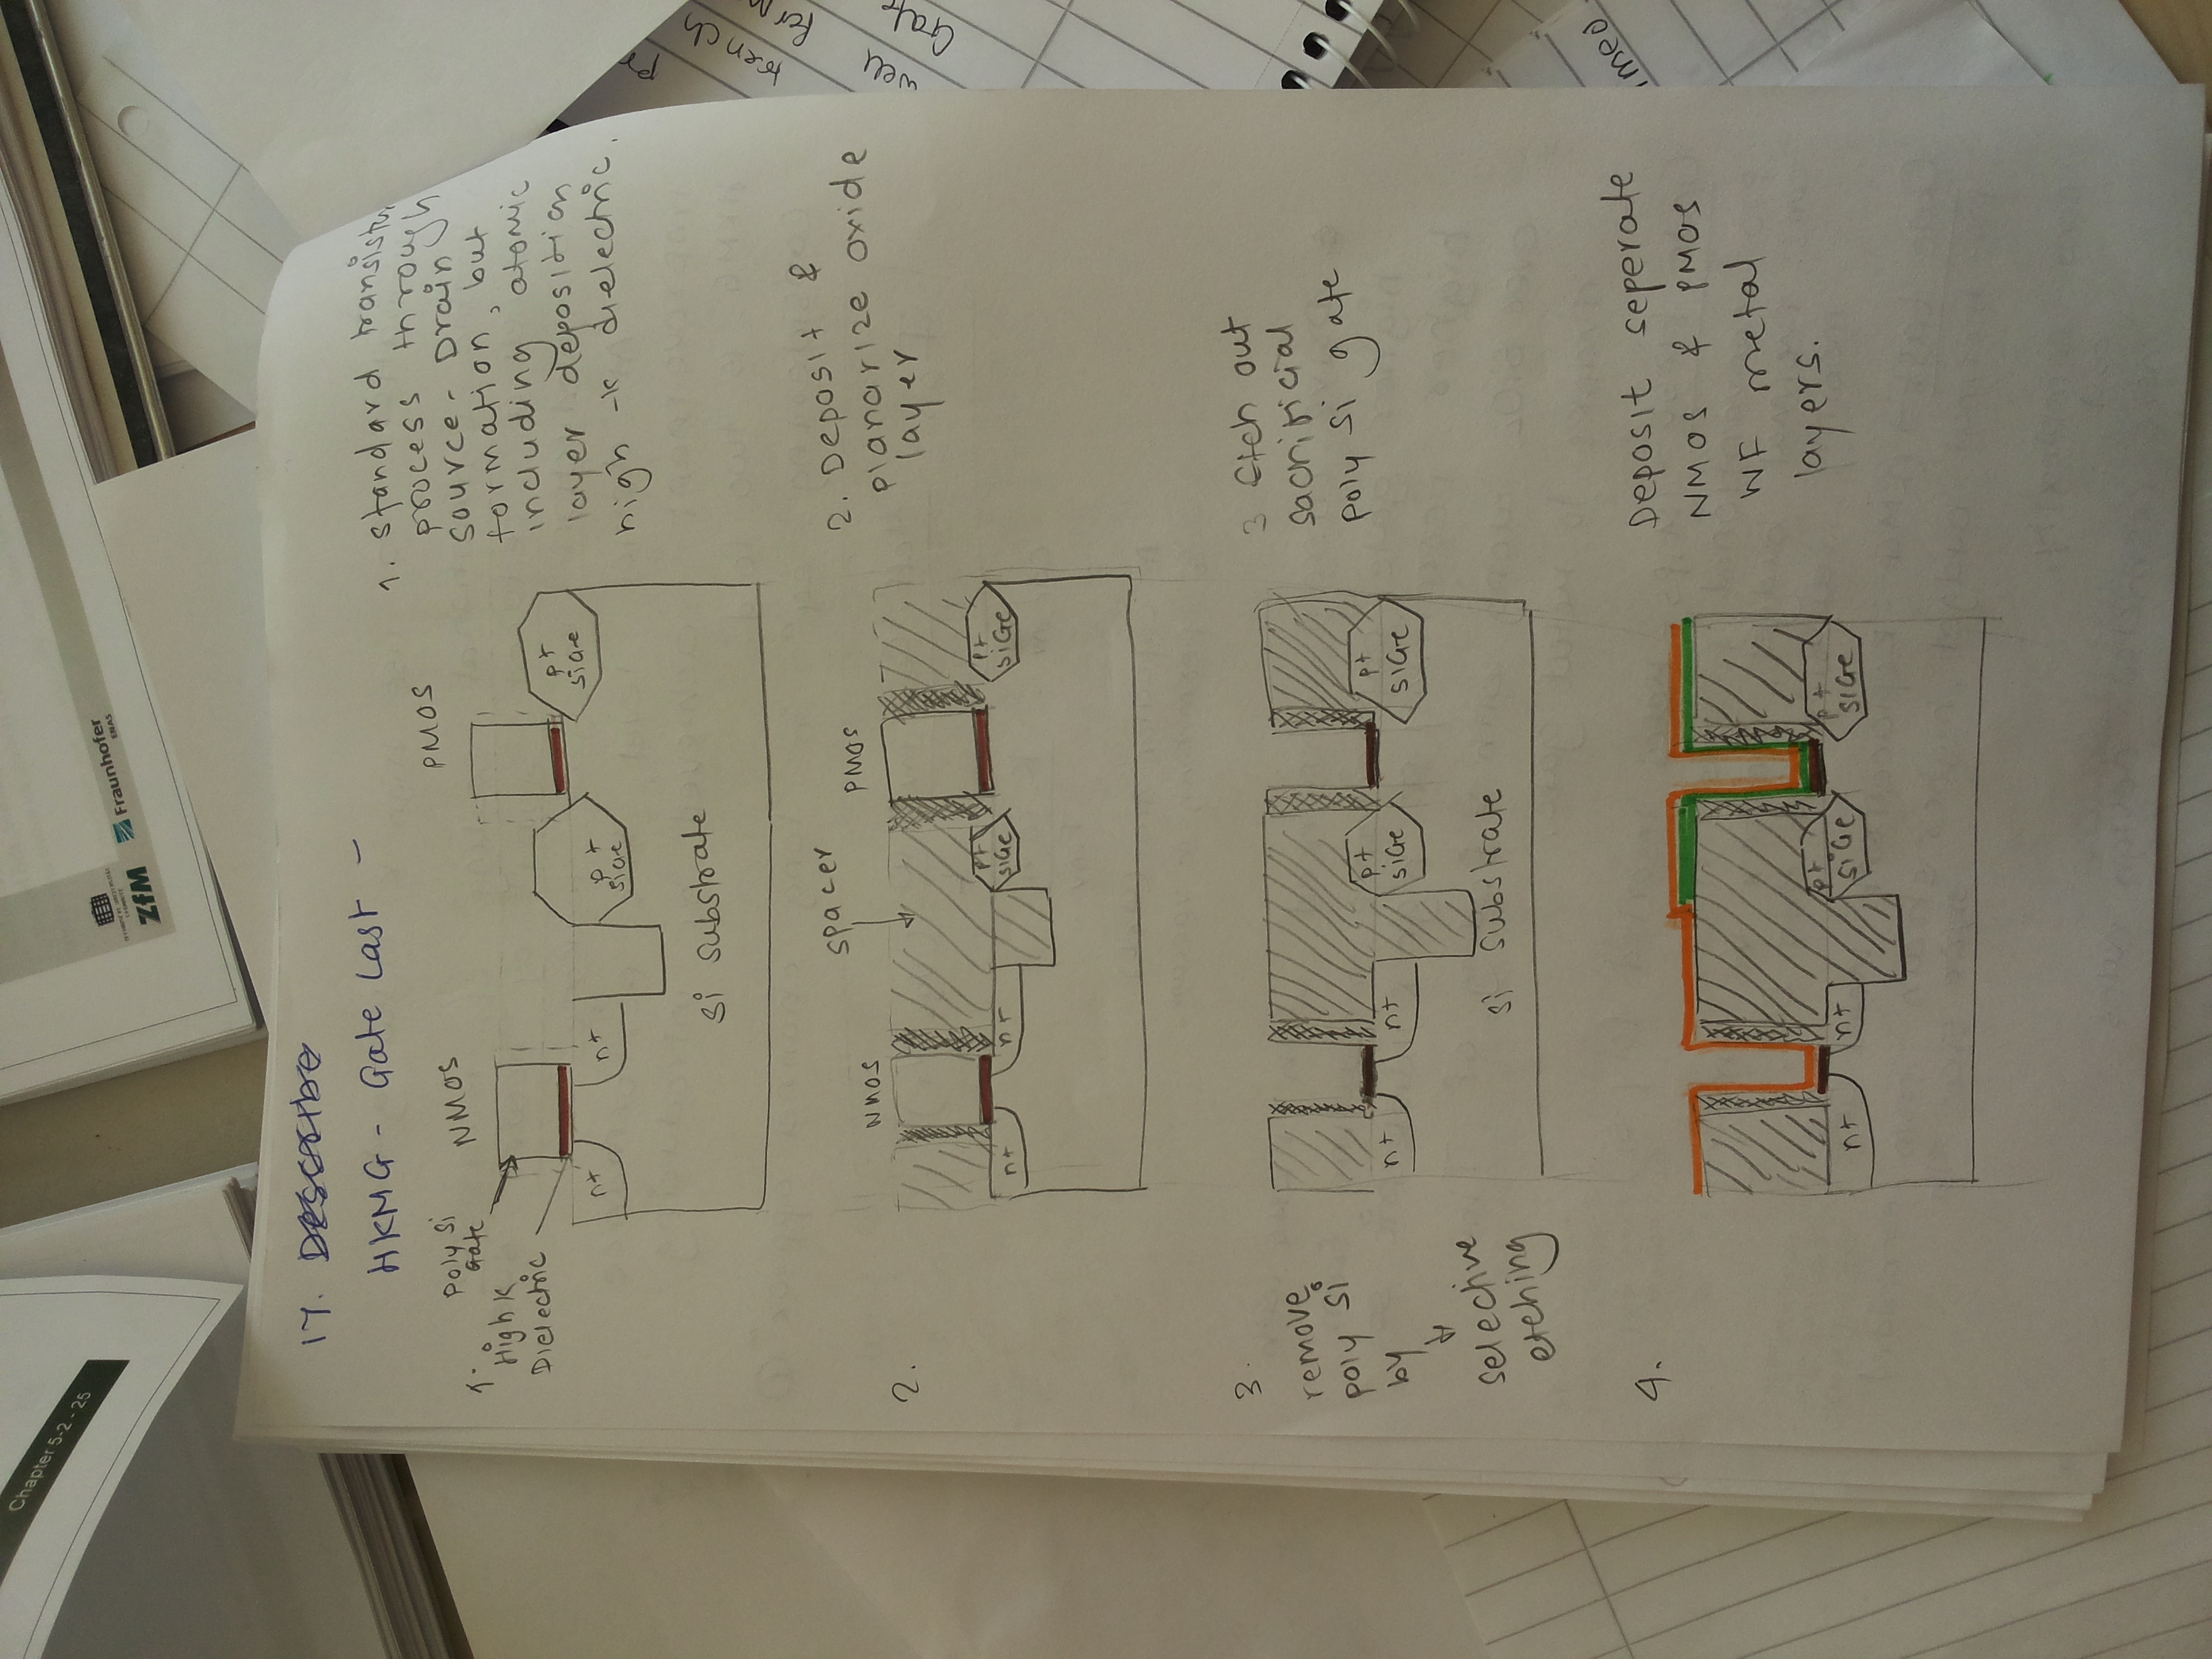 Chapter 5-2 - 25
ZfM
Fraunhofer
ENAS
17. Describe
HKMG - Gate Last -
1.
Poly Si
Gate
High K
Dielectric
NMOS
PMOS
n+
n+
p+
SiGe
p+
SiGe
Si substrate
1. Standard transistor
process through
source - Drain
formation, but
including atomic
layer deposition
high -K dielectric.
2.
NMOS
spacer
PMOS
n+
n+
p+
SiGe
p+
SiGe
2. Deposit &
planarize oxide
layer
3.
remove
poly Si
by
selective
etching
n+
n+
p+
SiGe
p+
SiGe
Si substrate
3 Etch out
sacrificial
poly Si gate
4.
n+
n+
p+
SiGe
p+
SiGe
Deposit seperate
NMOS & PMOS
WF metal
layers.
trench
well
Gate